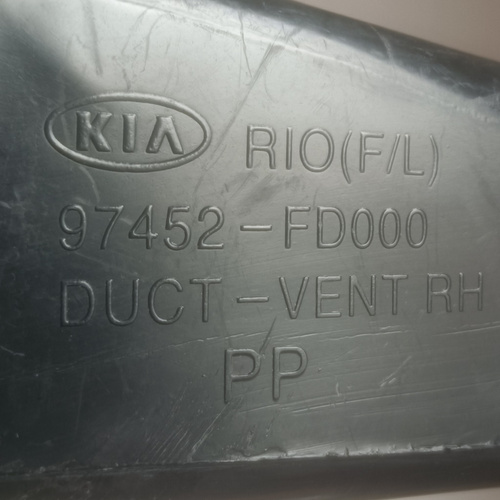 KIA RIO(F/L)
97452-FD000
DUCT-VENT RH
PP